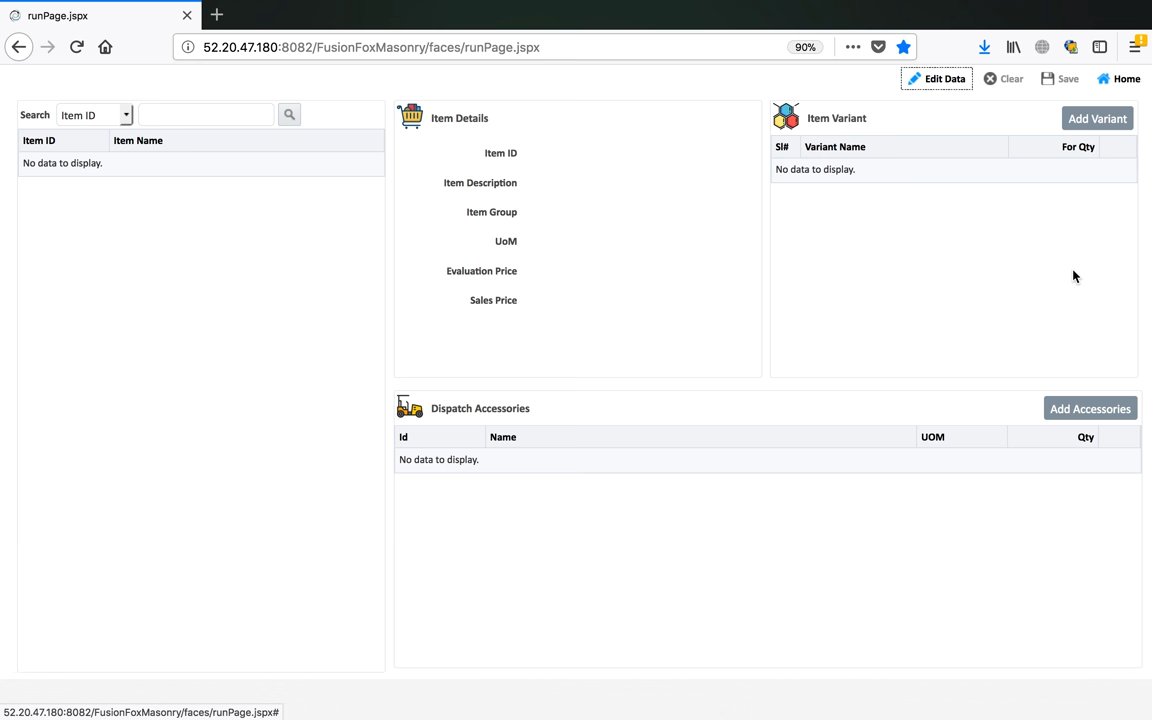 runPage.jspx
52.20.47.180:8082/FusionFoxMasonry/faces/runPage.jspx
90%
Edit Data
Clear
Save
Home
Search
Item ID
Item ID
Item Name
No data to display.
Item Details
Item ID
Item Description
Item Group
UoM
Evaluation Price
Sales Price
Item Variant
Add Variant
Sl#
Variant Name
For Qty
No data to display.
Dispatch Accessories
Add Accessories
Id
Name
UOM
Qty
No data to display.
52.20.47.180:8082/FusionFoxMasonry/faces/runPage.jspx#